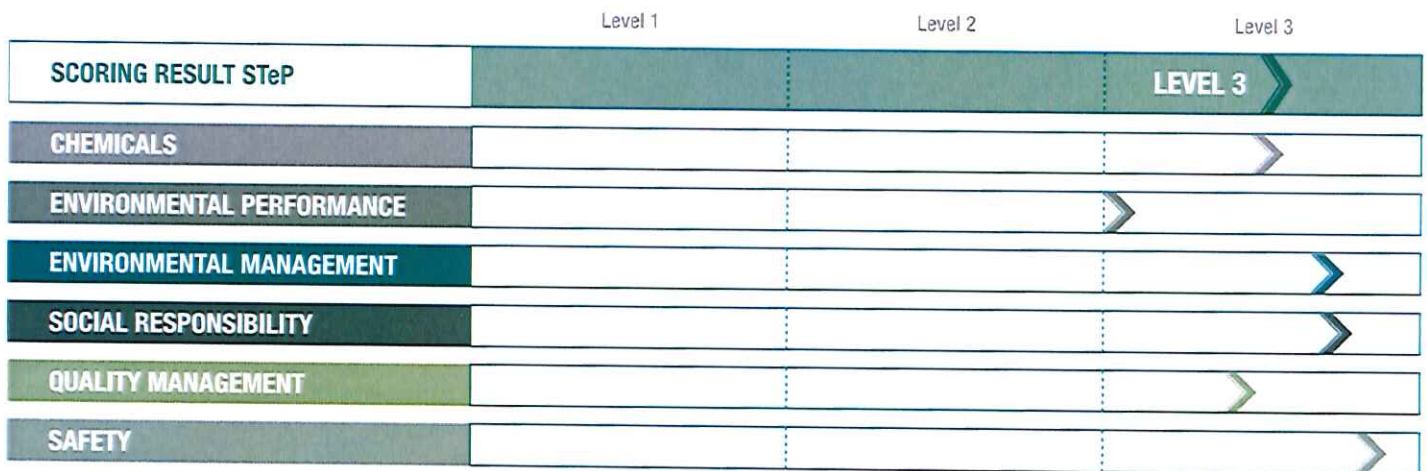 Level 1 Level 2 Level 3
SCORING RESULT STeP LEVEL 3
CHEMICALS
ENVIRONMENTAL PERFORMANCE
ENVIRONMENTAL MANAGEMENT
SOCIAL RESPONSIBILITY
QUALITY MANAGEMENT
SAFETY